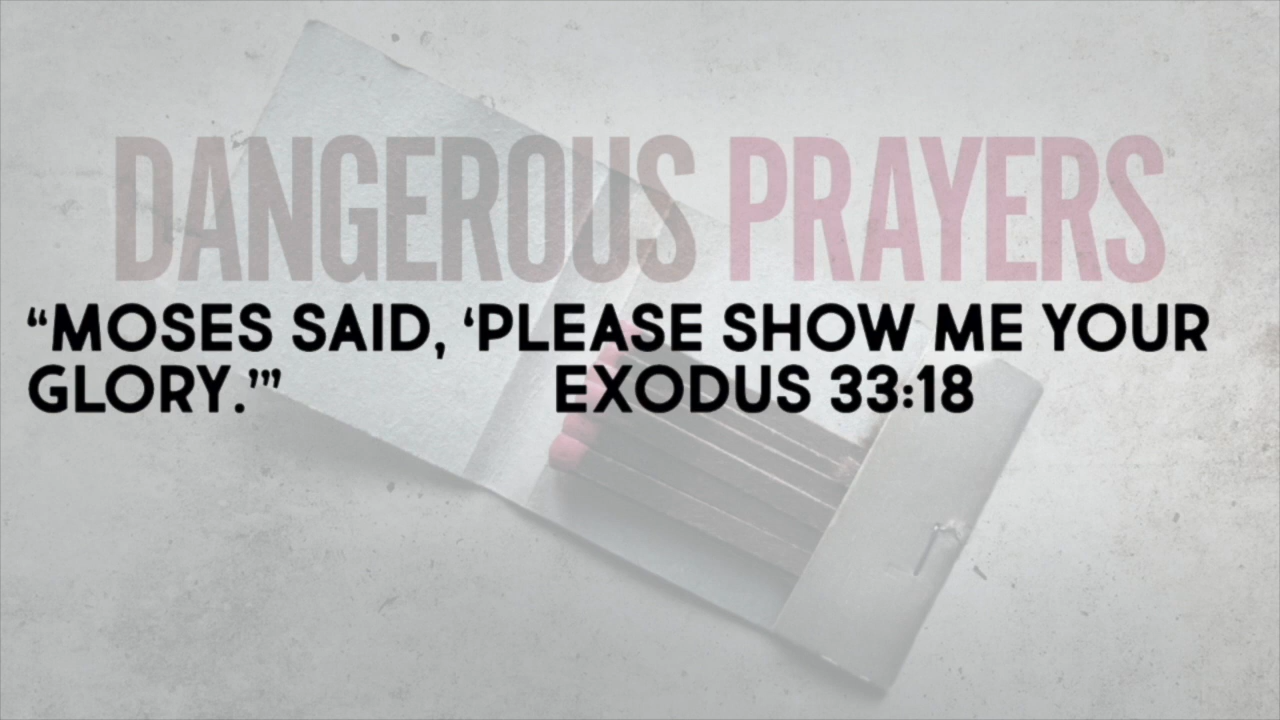 DANGEROUS PRAYERS
“MOSES SAID, ‘PLEASE SHOW ME YOUR
GLORY.’” EXODUS 33:18